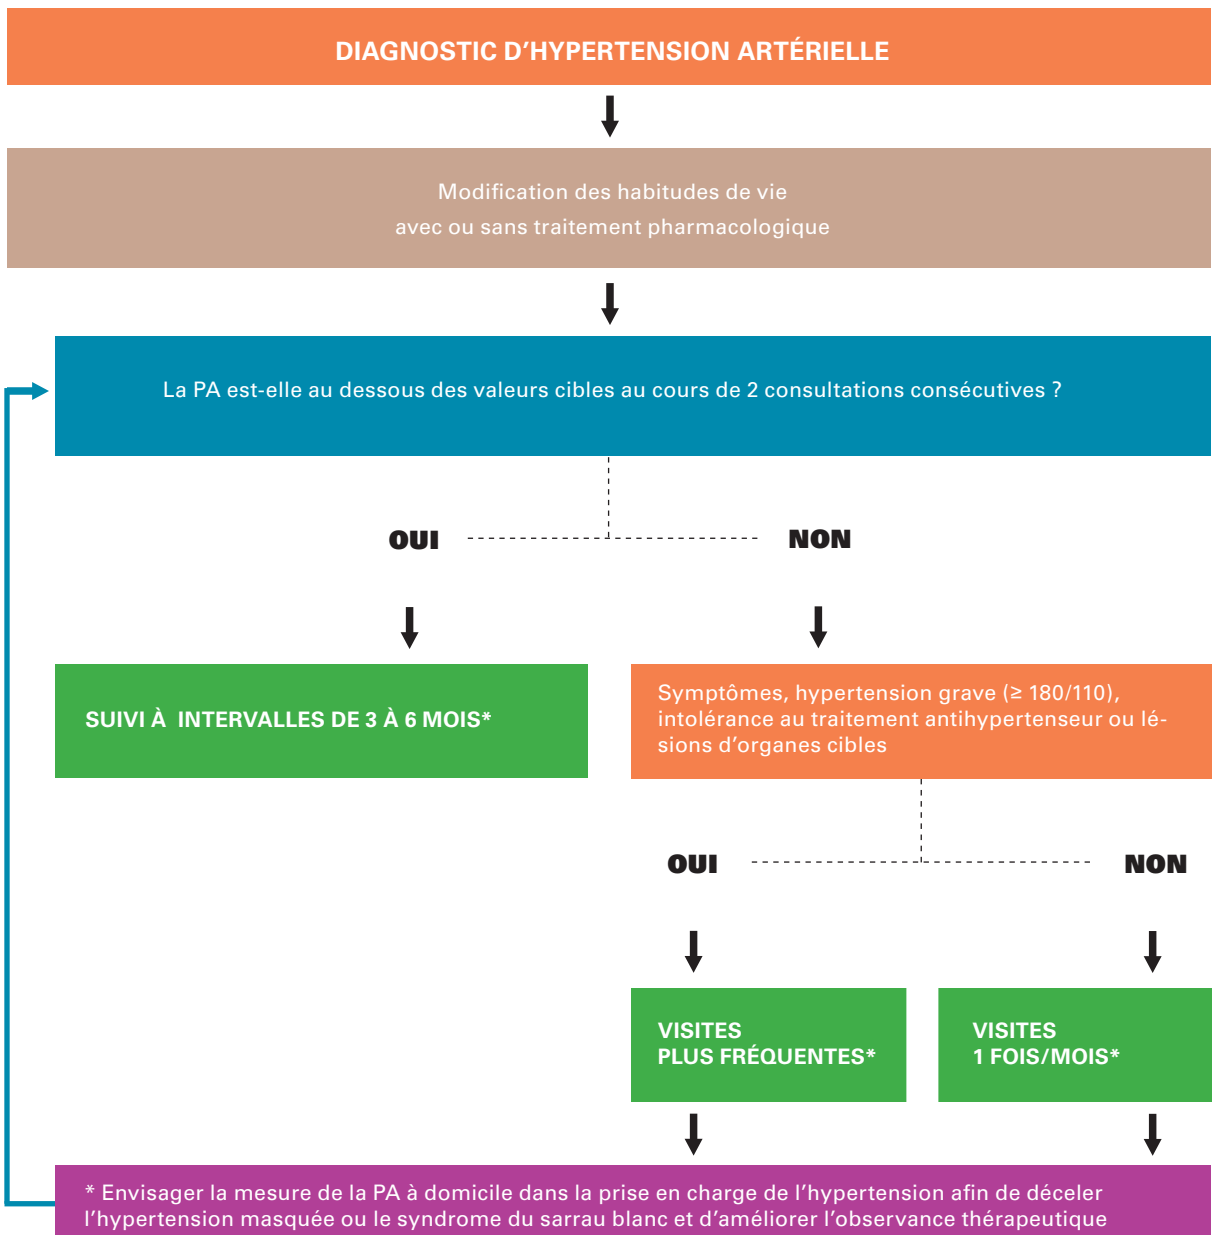 DIAGNOSTIC D’HYPERTENSION ARTÉRIELLE
Modification des habitudes de vie
avec ou sans traitement pharmacologique
La PA est-elle au dessous des valeurs cibles au cours de 2 consultations consécutives ?
OUI
NON
SUIVI À INTERVALLES DE 3 À 6 MOIS*
Symptômes, hypertension grave (≥ 180/110),
intolérance au traitement antihypertenseur ou lé-
sions d’organes cibles
OUI
NON
VISITES
PLUS FRÉQUENTES*
VISITES
1 FOIS/MOIS*
* Envisager la mesure de la PA à domicile dans la prise en charge de l’hypertension afin de déceler
l’hypertension masquée ou le syndrome du sarrau blanc et d’améliorer l’observance thérapeutique